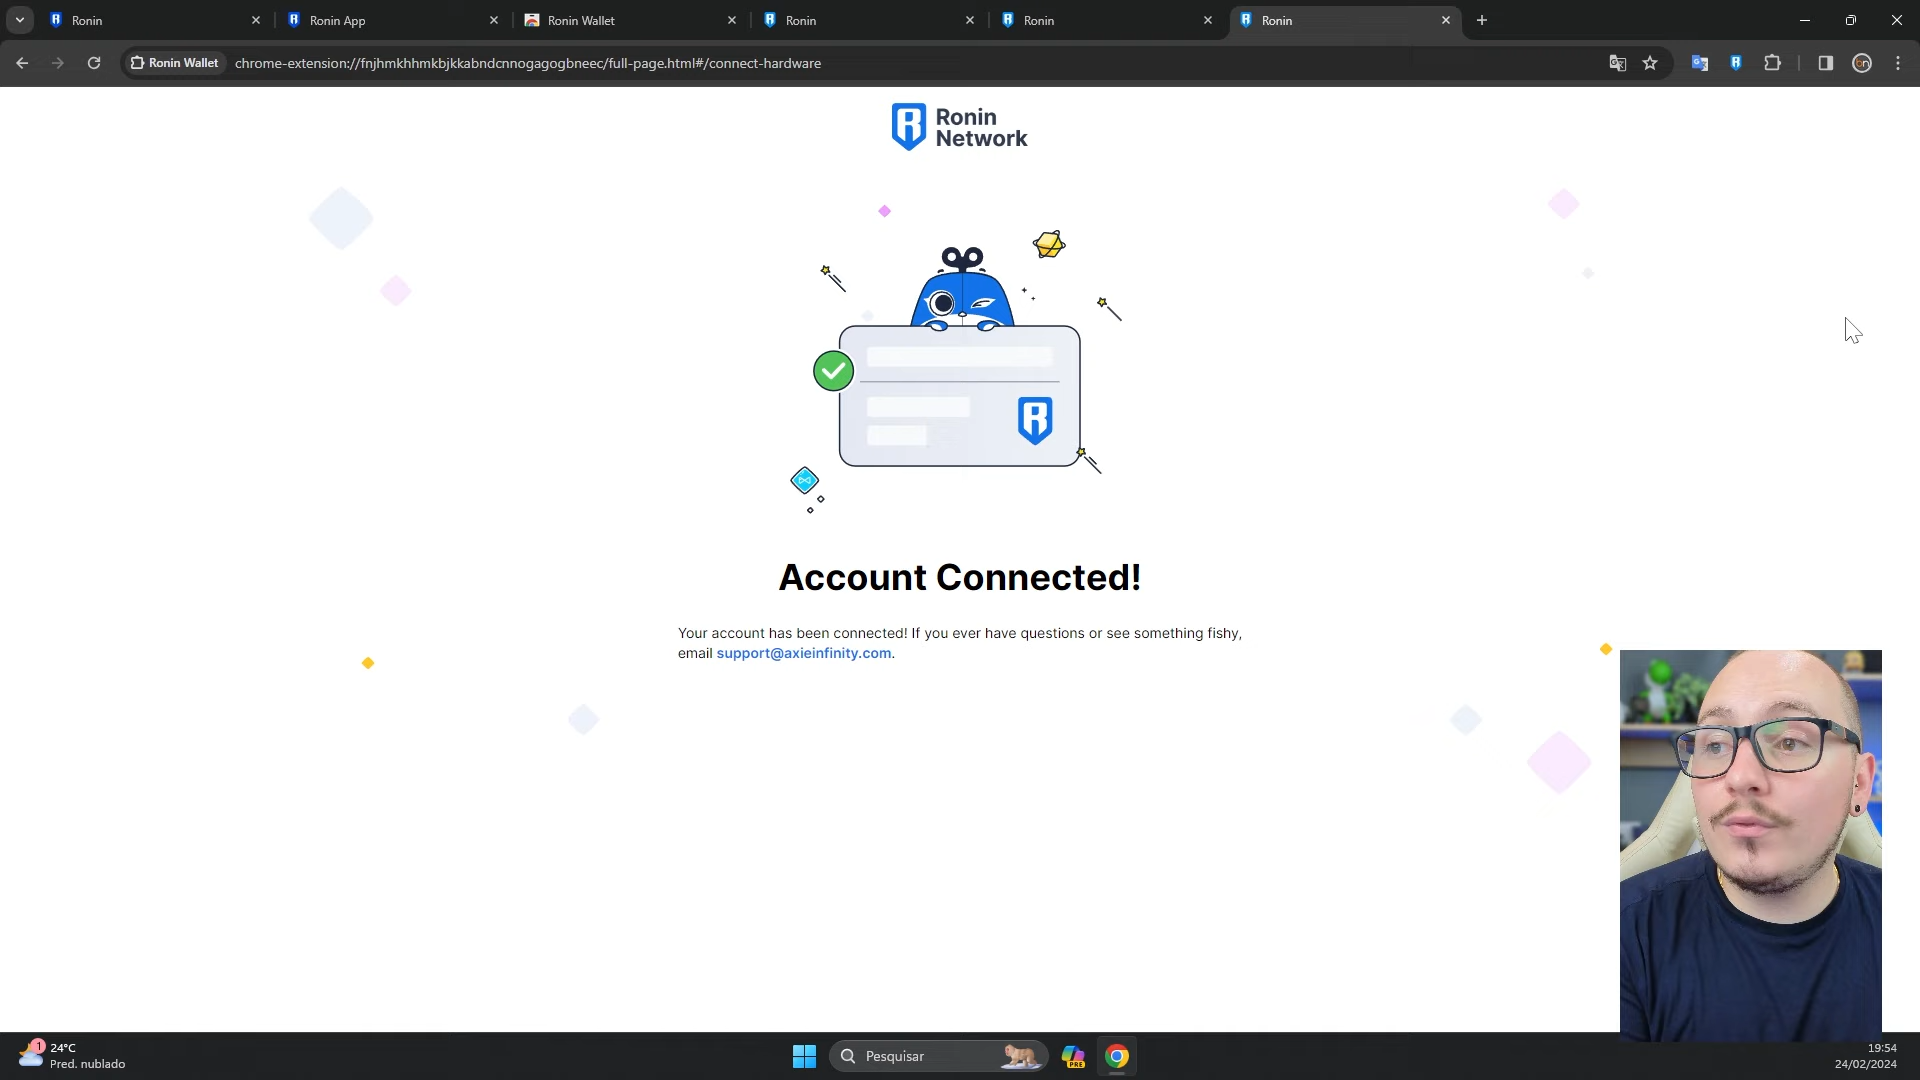 Ronin
Ronin App
Ronin Wallet
Ronin
Ronin
Ronin
Ronin Wallet
chrome-extension://fnjhmkhhmkbjkkabndcnnogagogbneec/full-page.html#/connect-hardware
Ronin
Network
Account Connected!
Your account has been connected! If you ever have questions or see something fishy,
email support@axieinfinity.com.
1
24°C
Pred. nublado
Pesquisar
PRE
19:54
24/02/2024